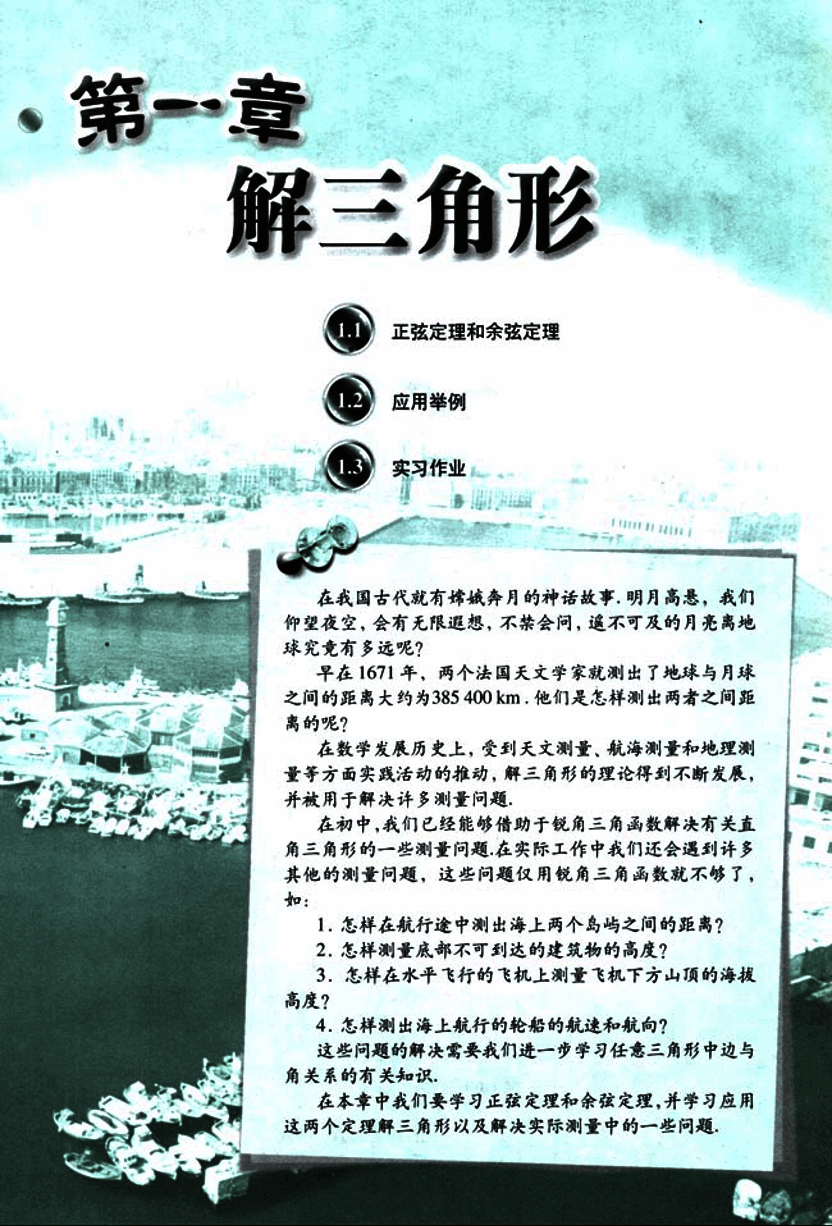 第一章
解三角形
1.1 正弦定理和余弦定理
1.2 应用举例
1.3 实习作业
在我国古代就有嫦娥奔月的神话故事.明月高悬，我们
仰望夜空，会有无限遐想，不禁会问，遥不可及的月亮离地
球究竟有多远呢?
早在1671年，两个法国天文学家就测出了地球与月球
之间的距离大约为385 400 km.他们是怎样测出两者之间距
离的呢?
在数学发展历史上，受到天文测量、航海测量和地理测
量等方面实践活动的推动，解三角形的理论得到不断发展，
并被用于解决许多测量问题.
在初中,我们已经能够借助于锐角三角函数解决有关直
角三角形的一些测量问题.在实际工作中我们还会遇到许多
其他的测量问题，这些问题仅用锐角三角函数就不够了，
如：
1. 怎样在航行途中测出海上两个岛屿之间的距离?
2. 怎样测量底部不可到达的建筑物的高度?
3. 怎样在水平飞行的飞机上测量飞机下方山顶的海拔
高度?
4. 怎样测出海上航行的轮船的航速和航向?
这些问题的解决需要我们进一步学习任意三角形中边与
角关系的有关知识.
在本章中我们要学习正弦定理和余弦定理,并学习应用
这两个定理解三角形以及解决实际测量中的一些问题.